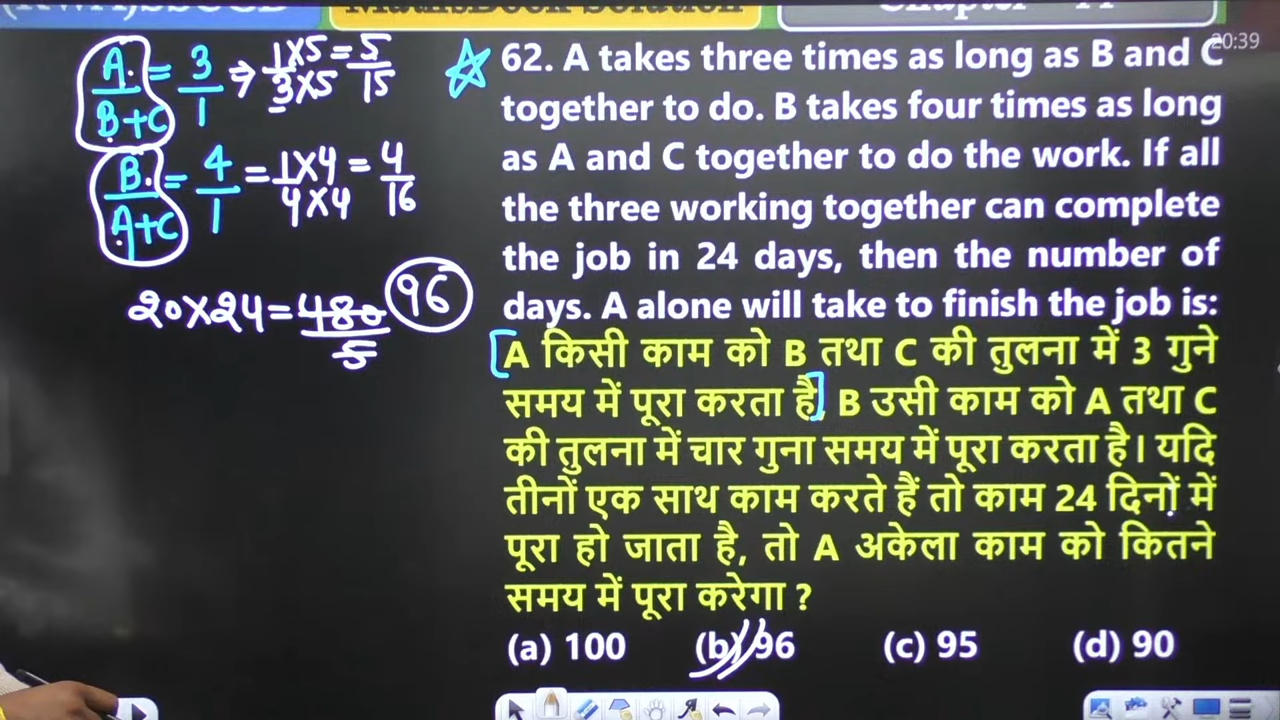 20:39
A = 3 ⇒ 1×5 = 5
B+C 1 3×5 15
B = 4 = 1×4 = 4
A+C 1 4×4 16
20×24 = 480 96
5
62. A takes three times as long as B and C
together to do. B takes four times as long
as A and C together to do the work. If all
the three working together can complete
the job in 24 days, then the number of
days. A alone will take to finish the job is:
[A किसी काम को B तथा C की तुलना में 3 गुने
समय में पूरा करता है], B उसी काम को A तथा C
की तुलना में चार गुना समय में पूरा करता है। यदि
तीनों एक साथ काम करते हैं तो काम 24 दिनों में
पूरा हो जाता है, तो A अकेला काम को कितने
समय में पूरा करेगा ?
(a) 100 (b) 96 (c) 95 (d) 90